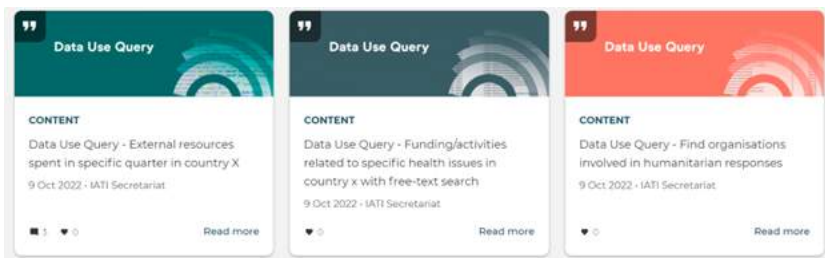 Data Use Query
CONTENT
Data Use Query - External resources
spent in specific quarter in country X
9 Oct 2022 - IATI Secretariat
3 0
Read more
Data Use Query
CONTENT
Data Use Query - Funding/activities
related to specific health issues in
country x with free-text search
9 Oct 2022 - IATI Secretariat
0
Read more
Data Use Query
CONTENT
Data Use Query - Find organisations
involved in humanitarian responses
9 Oct 2022 - IATI Secretariat
0
Read more